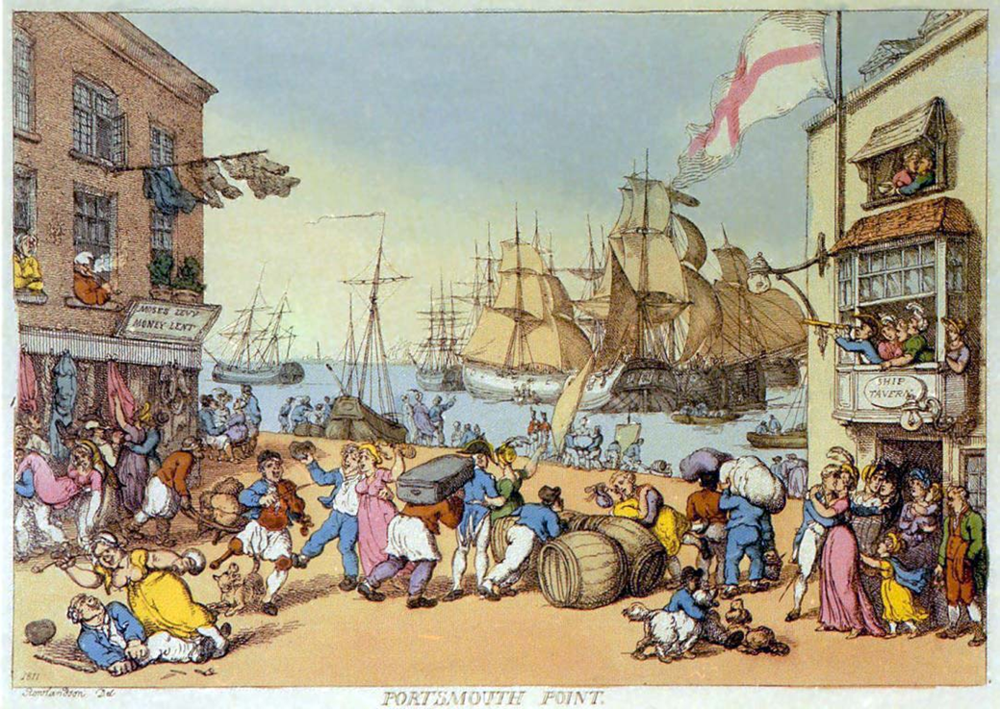 MOSES LEVY
MONEY LENT
SHIP
TAVERN
1811
Rowlandson Del
PORTSMOUTH POINT.